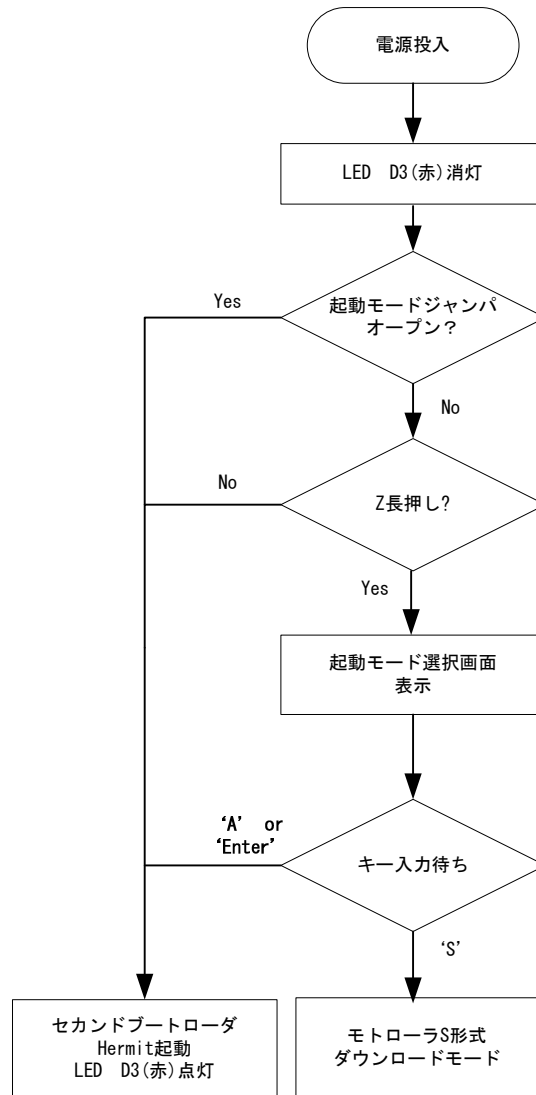 電源投入
LED D3(赤)消灯
起動モードジャンパ
オープン？
Yes
No
Z長押し?
No
Yes
起動モード選択画面
表示
‘A’ or
‘Enter’
キー入力待ち
‘S’
セカンドブートローダ
Hermit起動
LED D3(赤)点灯
モトローラS形式
ダウンロードモード